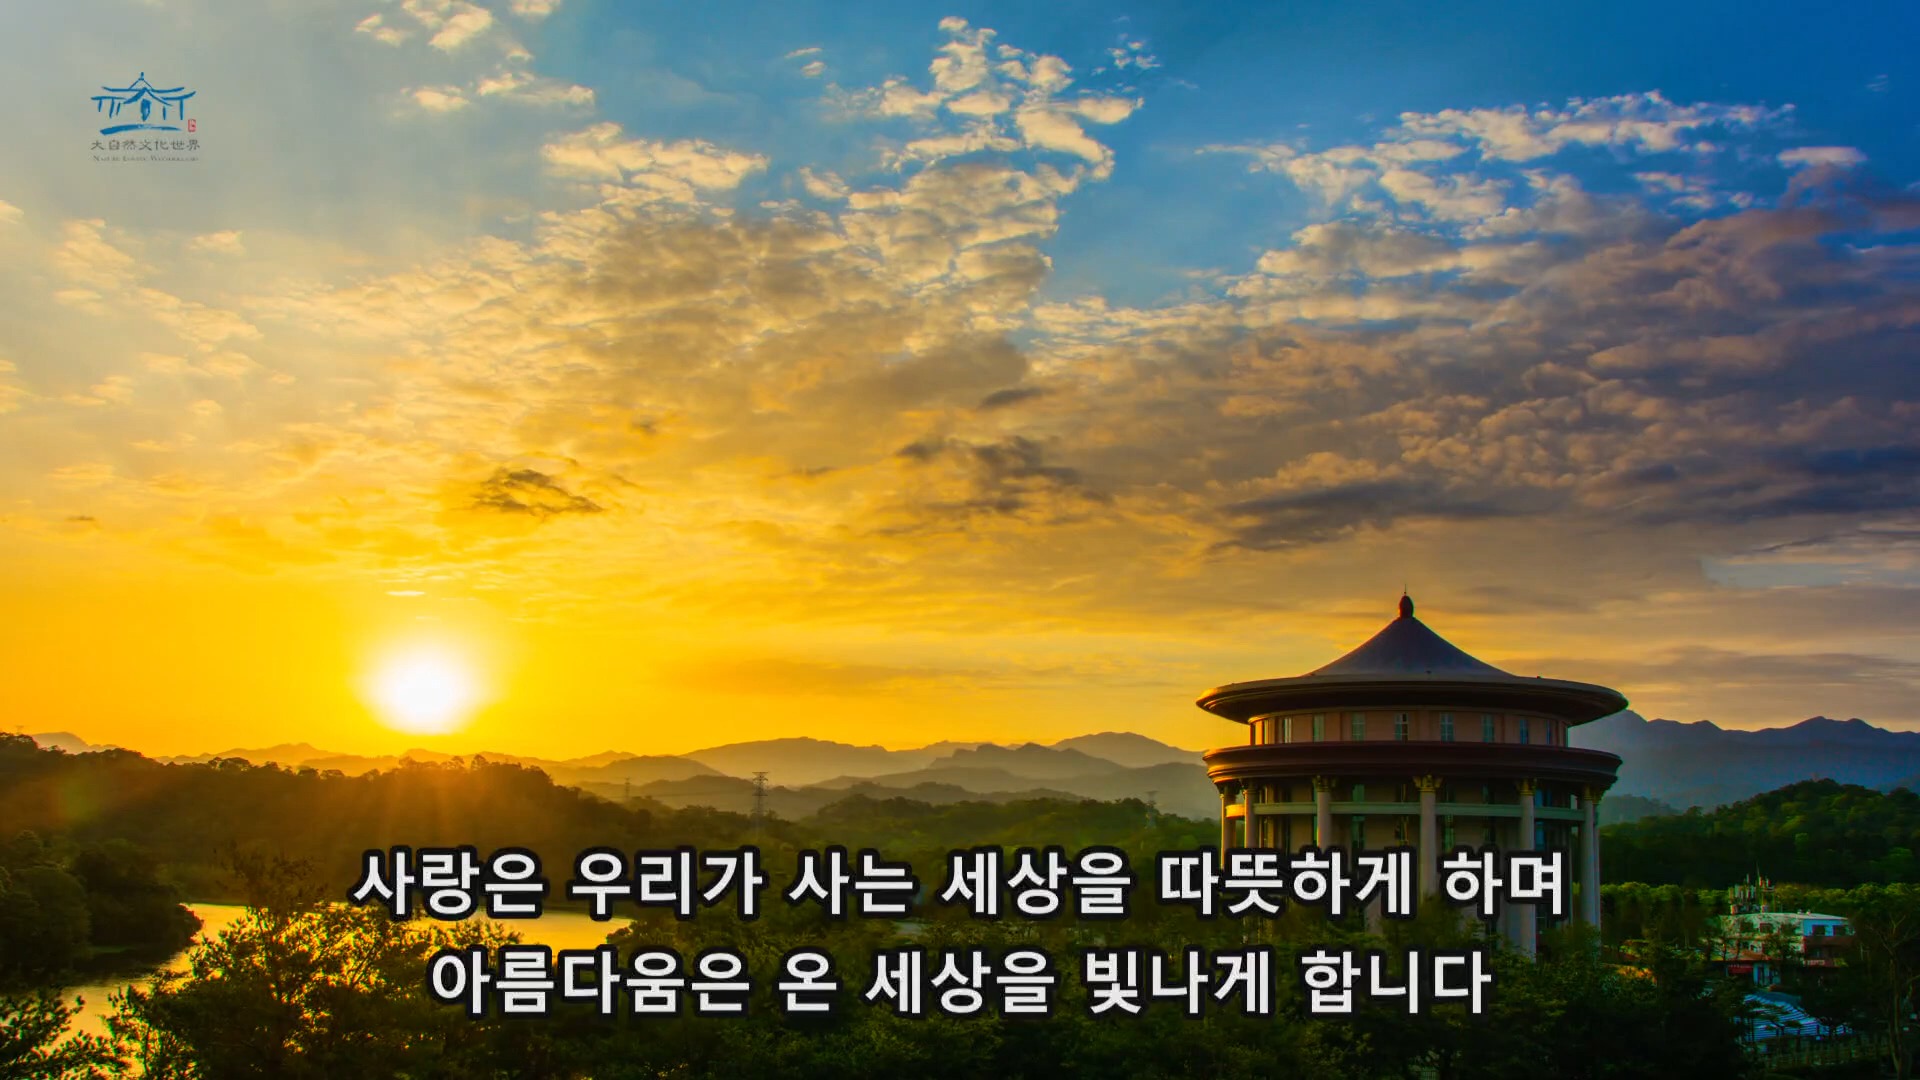 大自然文化世界
사랑은 우리가 사는 세상을 따뜻하게 하며
아름다움은 온 세상을 빛나게 합니다